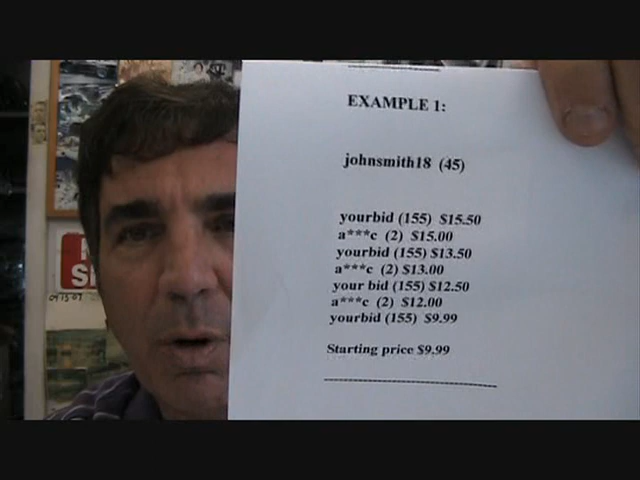 EXAMPLE 1:
johnsmith18 (45)
yourbid (155) $15.50
a***c (2) $15.00
yourbid (155) $13.50
a***c (2) $13.00
your bid (155) $12.50
a***c (2) $12.00
yourbid (155) $9.99
Starting price $9.99